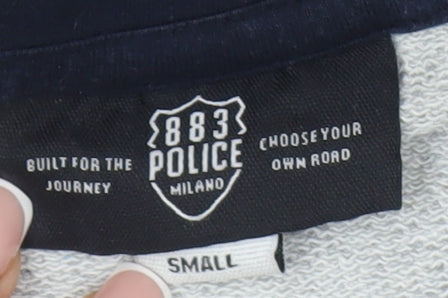 883
POLICE
MILANO
BUILT FOR THE
JOURNEY
CHOOSE YOUR
OWN ROAD
SMALL